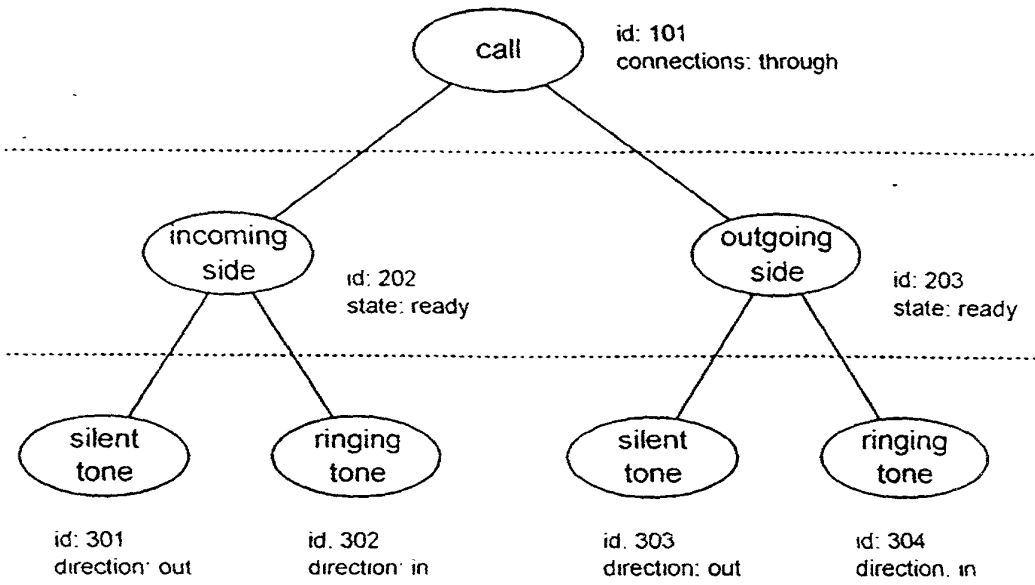 call
id: 101
connections: through
incoming
side
id: 202
state: ready
outgoing
side
id: 203
state: ready
silent
tone
ringing
tone
silent
tone
ringing
tone
id: 301
direction: out
id. 302
direction: in
id. 303
direction: out
id: 304
direction. in